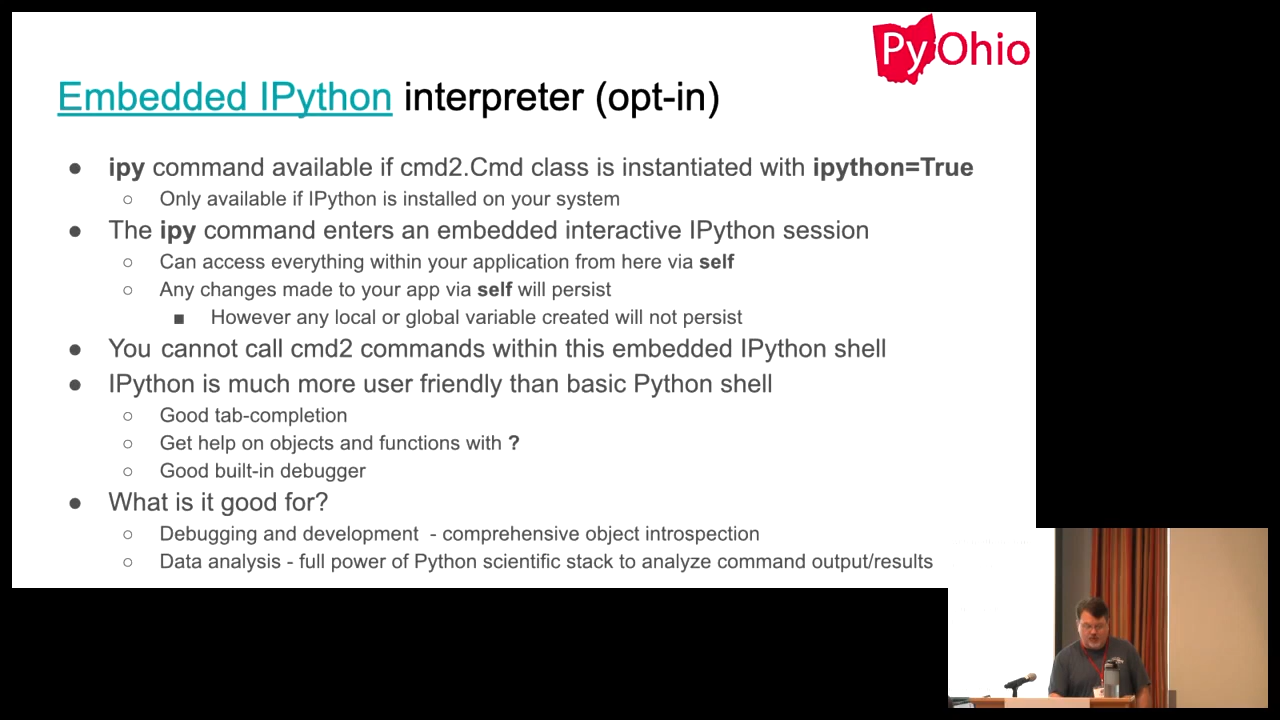 PyOhio
Embedded IPython interpreter (opt-in)
● ipy command available if cmd2.Cmd class is instantiated with ipython=True
○ Only available if IPython is installed on your system
● The ipy command enters an embedded interactive IPython session
○ Can access everything within your application from here via self
○ Any changes made to your app via self will persist
■ However any local or global variable created will not persist
● You cannot call cmd2 commands within this embedded IPython shell
● IPython is much more user friendly than basic Python shell
○ Good tab-completion
○ Get help on objects and functions with ?
○ Good built-in debugger
● What is it good for?
○ Debugging and development - comprehensive object introspection
○ Data analysis - full power of Python scientific stack to analyze command output/results